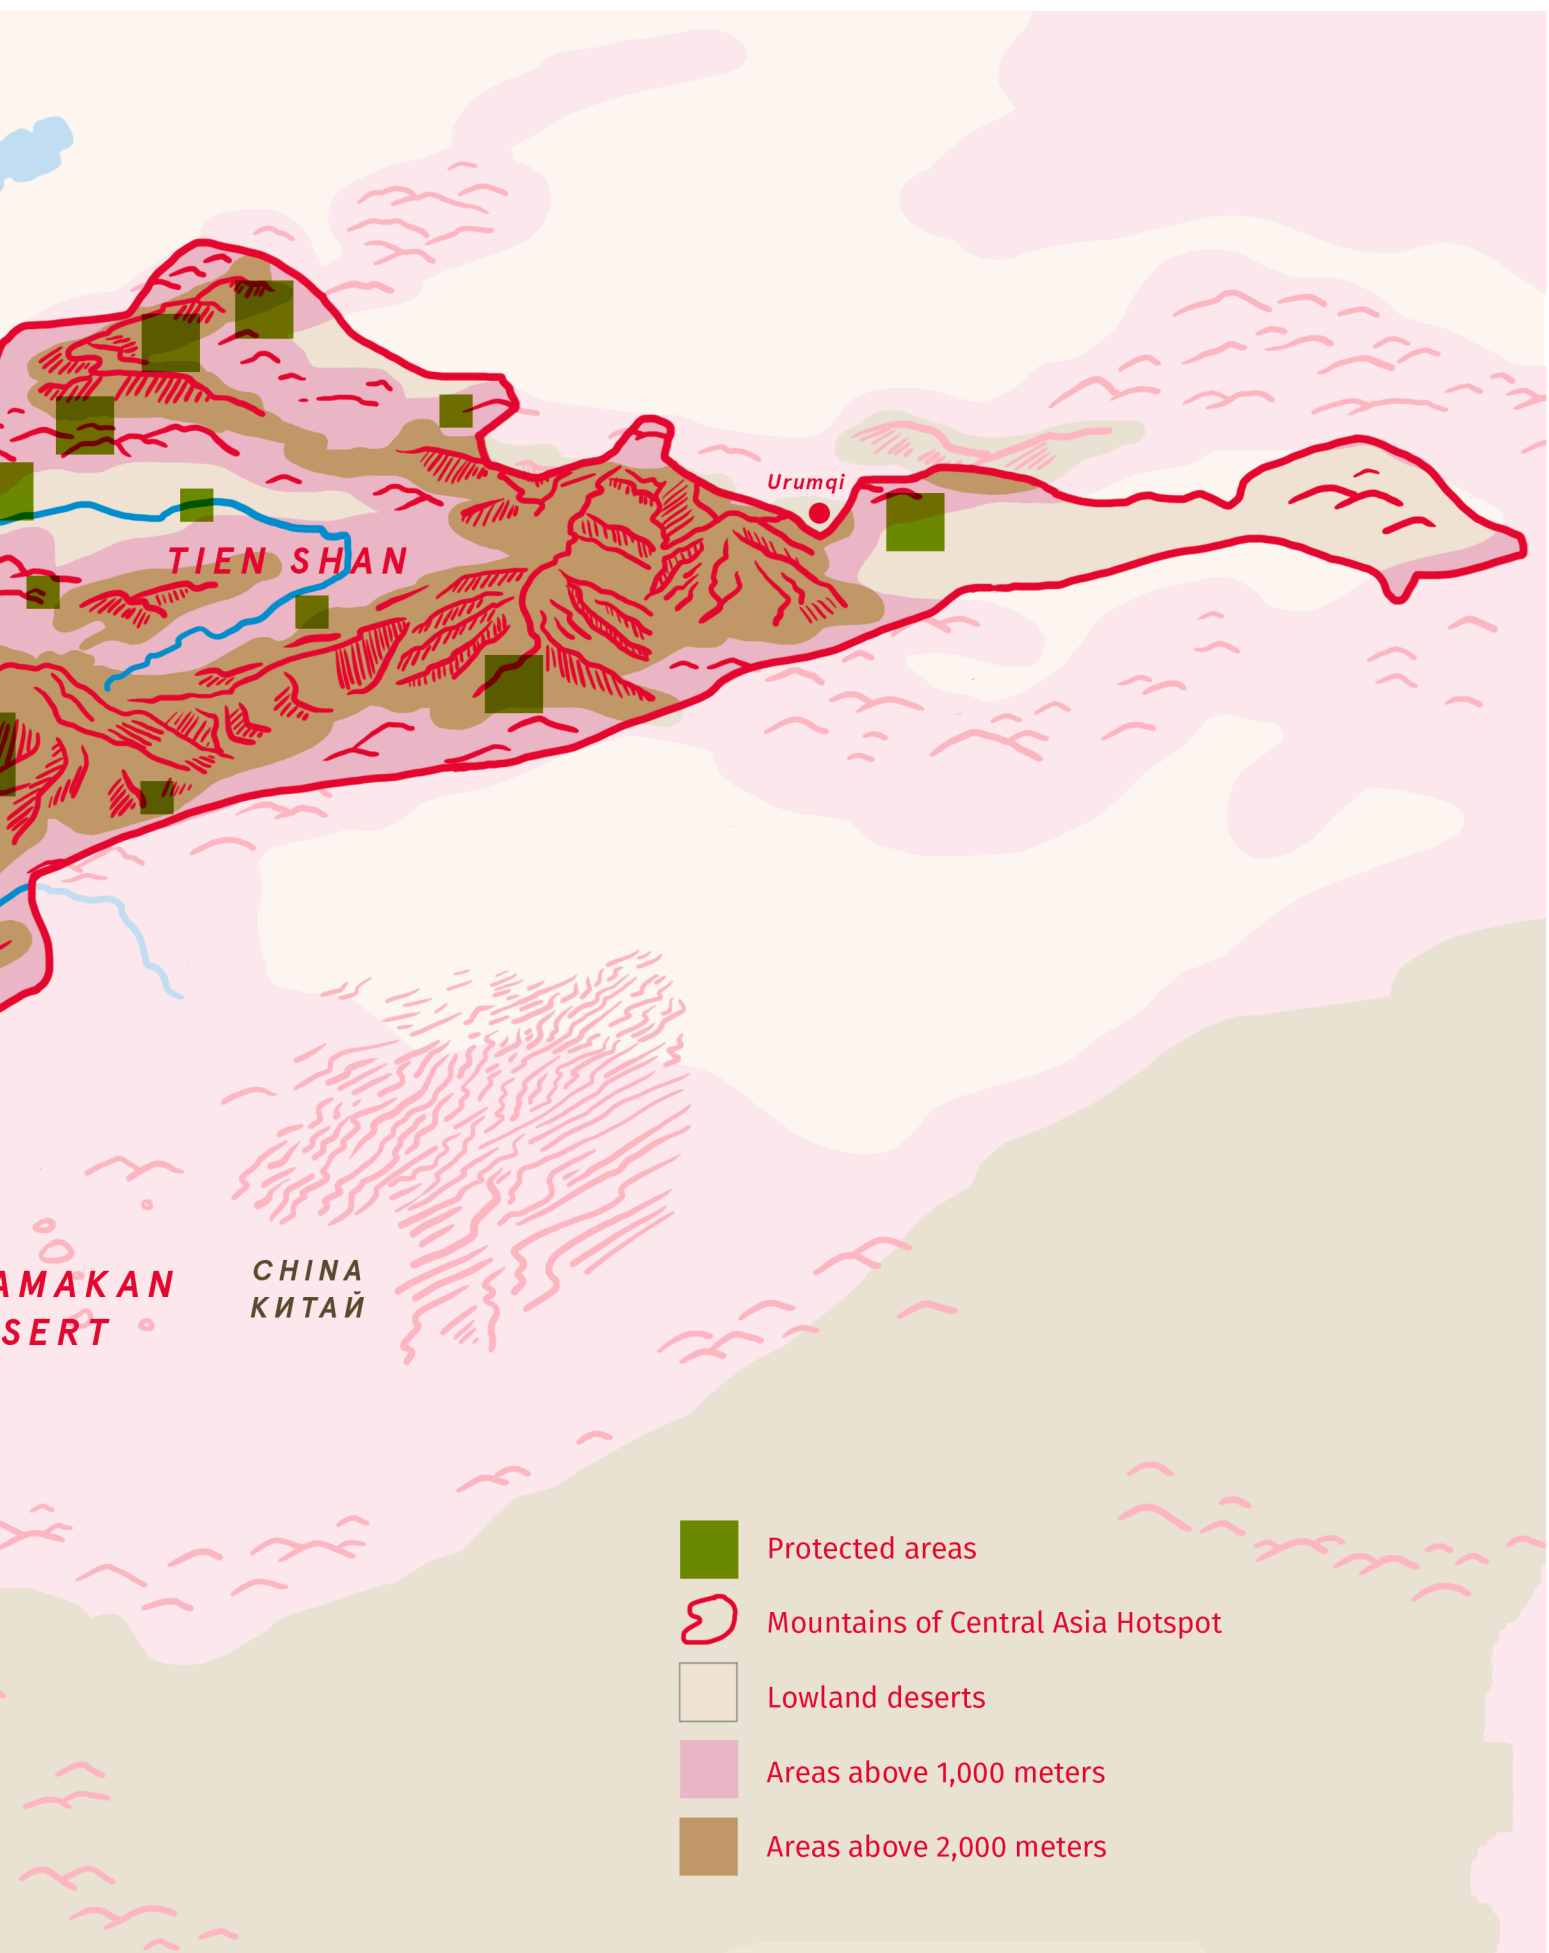 Urumqi
TIEN SHAN
CHINA
КИТАЙ
AMAKAN
SERT
Protected areas
Mountains of Central Asia Hotspot
Lowland deserts
Areas above 1,000 meters
Areas above 2,000 meters